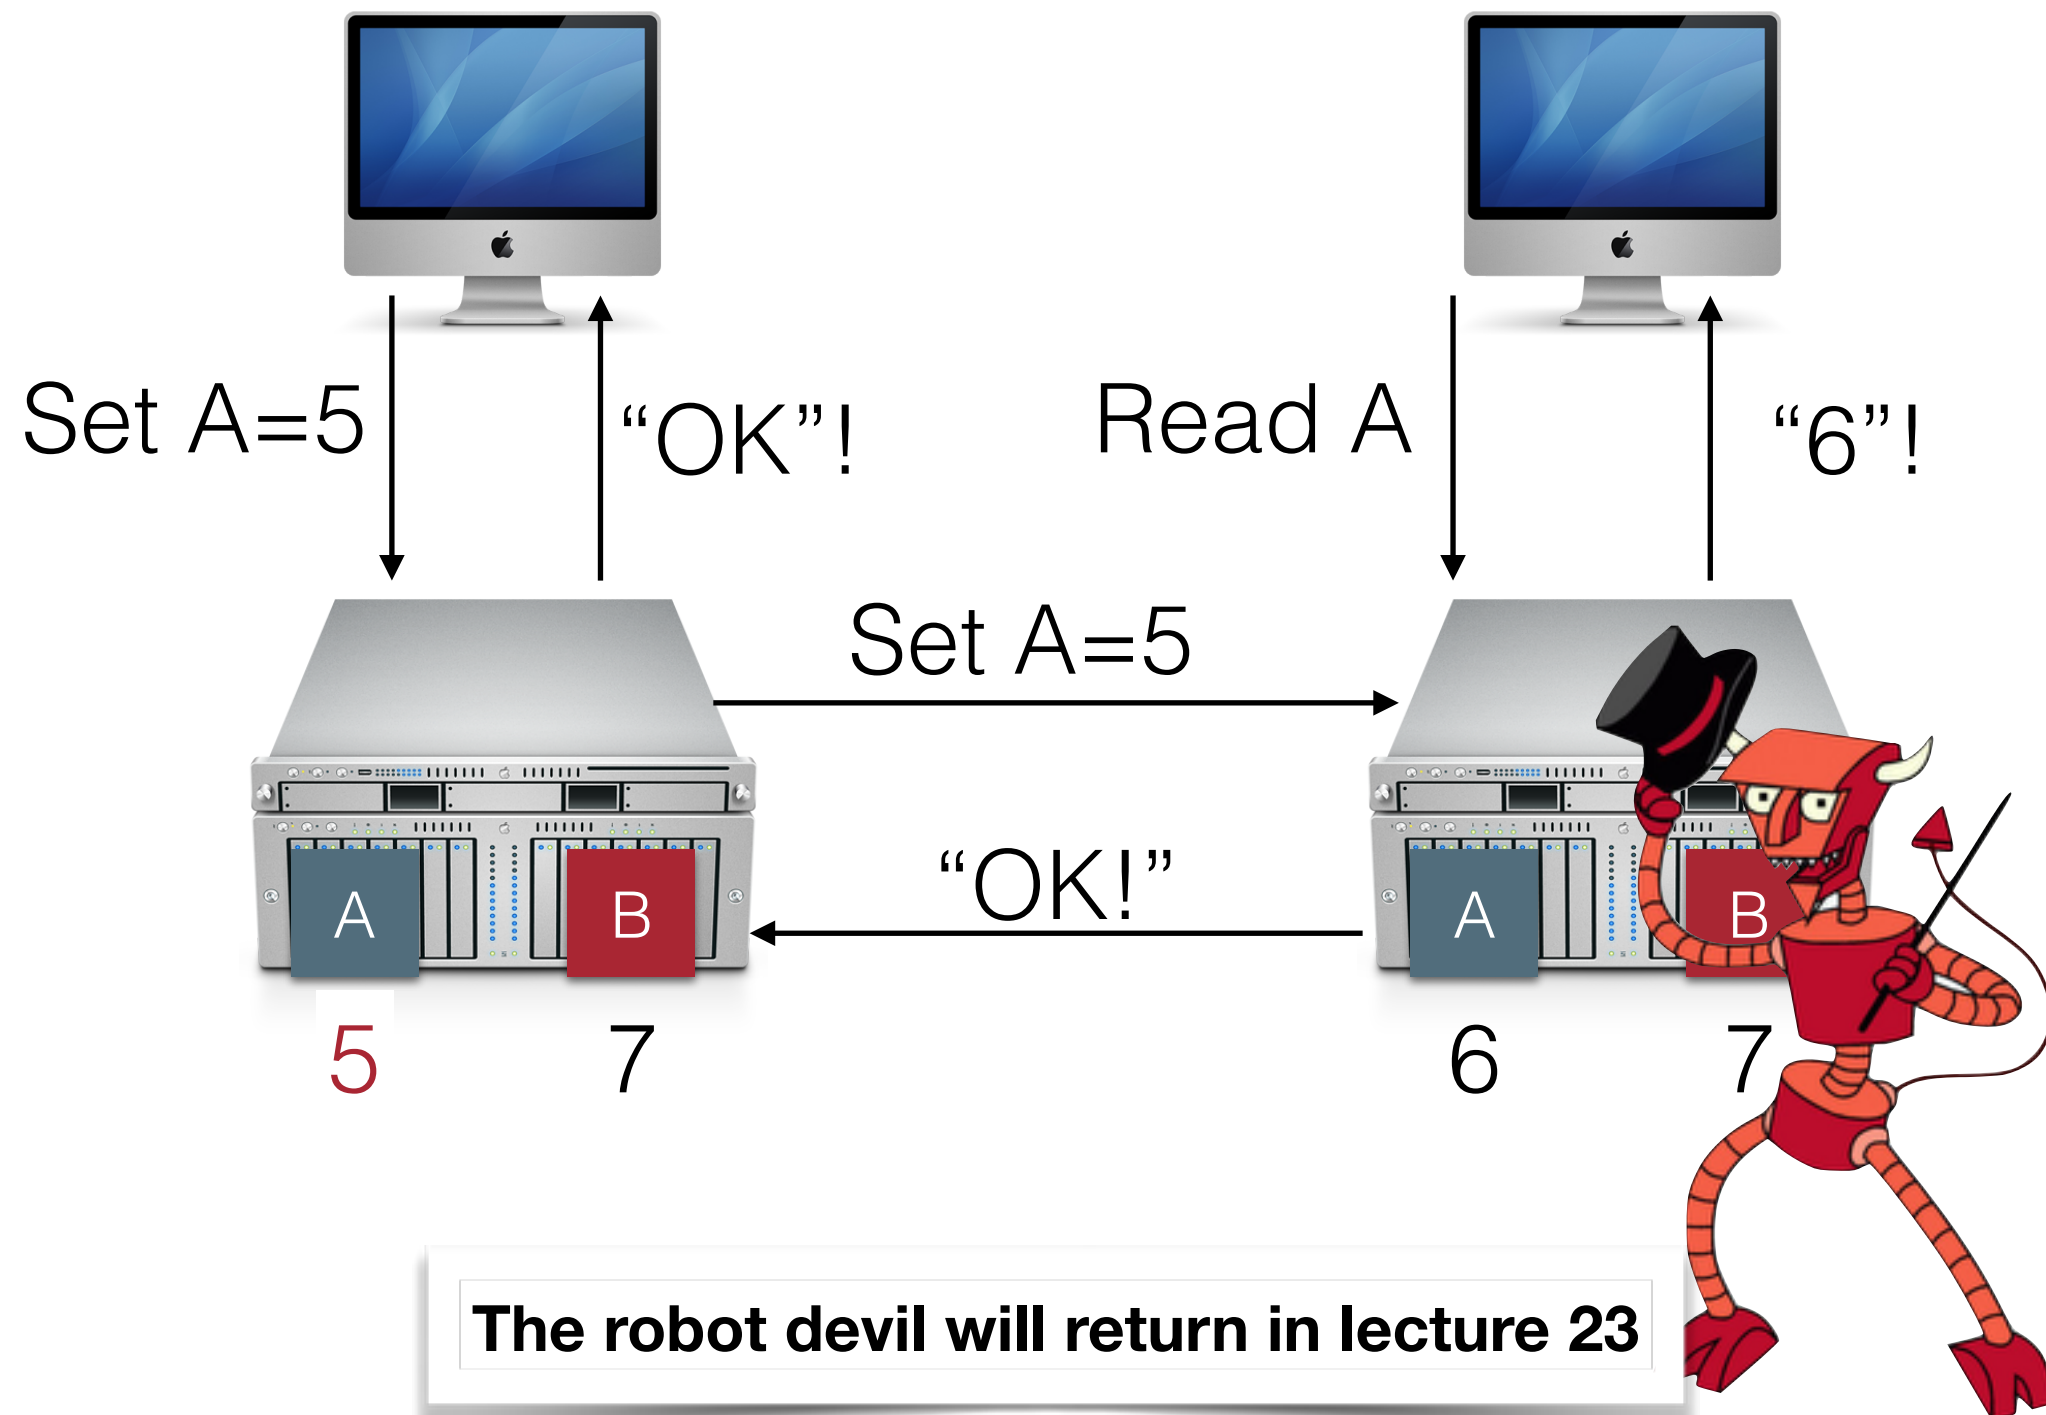 Set A=5
“OK”!
Read A
“6”!
Set A=5
“OK!”
A
B
A
B
5
7
6
7
The robot devil will return in lecture 23